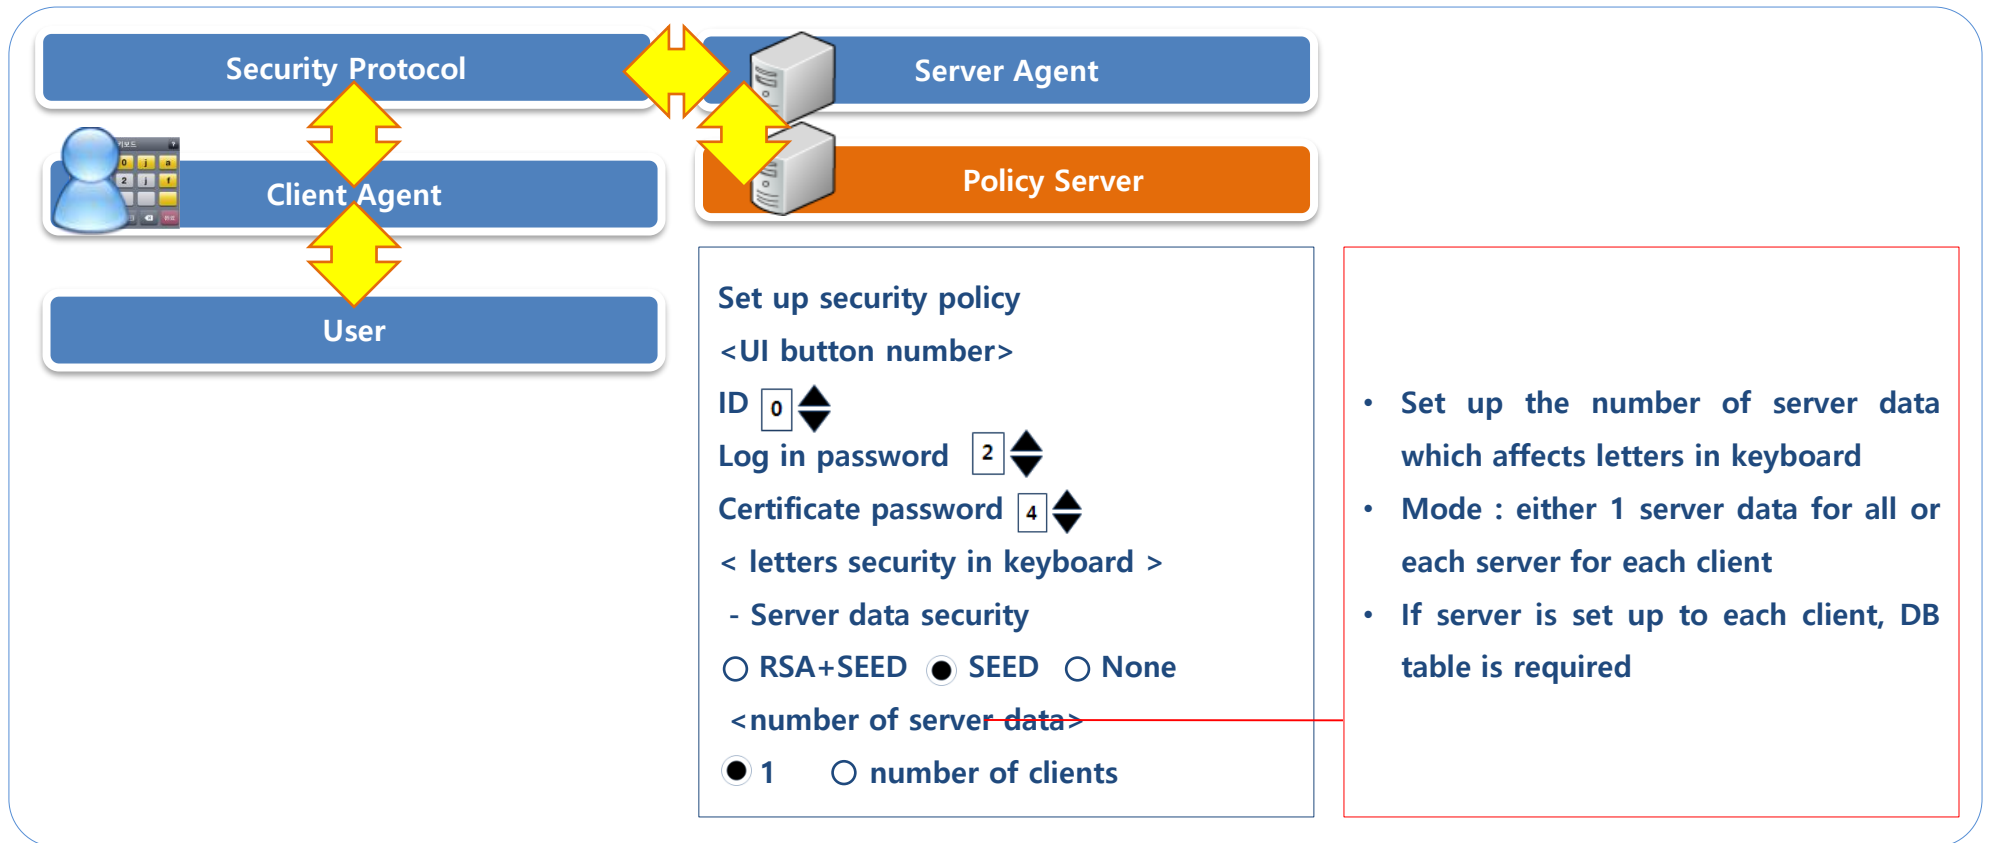 Security Protocol
Server Agent
Client Agent
Policy Server
User
0 j a
2 j f
Set up security policy
<UI button number>
ID 0
Log in password 2
Certificate password 4
< letters security in keyboard >
- Server data security
RSA+SEED SEED None
<number of server data>
1 number of clients
• Set up the number of server data
which affects letters in keyboard
• Mode : either 1 server data for all or
each server for each client
• If server is set up to each client, DB
table is required